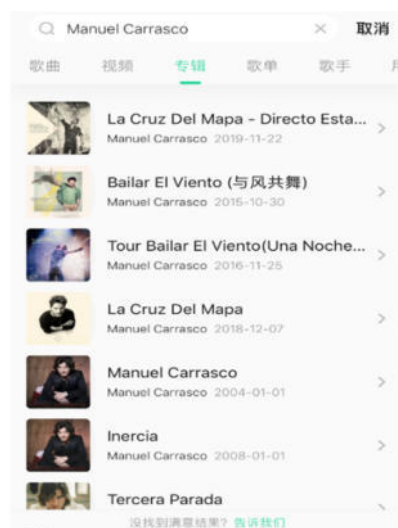 Manuel Carrasco
取消
歌曲 视频 专辑 歌单 歌手
La Cruz Del Mapa - Directo Esta...
Manuel Carrasco 2019-11-22
Bailar El Viento (与风共舞)
Manuel Carrasco 2015-10-30
Tour Bailar El Viento(Una Noche...
Manuel Carrasco 2016-11-25
La Cruz Del Mapa
Manuel Carrasco 2018-12-07
Manuel Carrasco
Manuel Carrasco 2004-01-01
Inercia
Manuel Carrasco 2008-01-01
Tercera Parada
没找到满意结果? 告诉我们